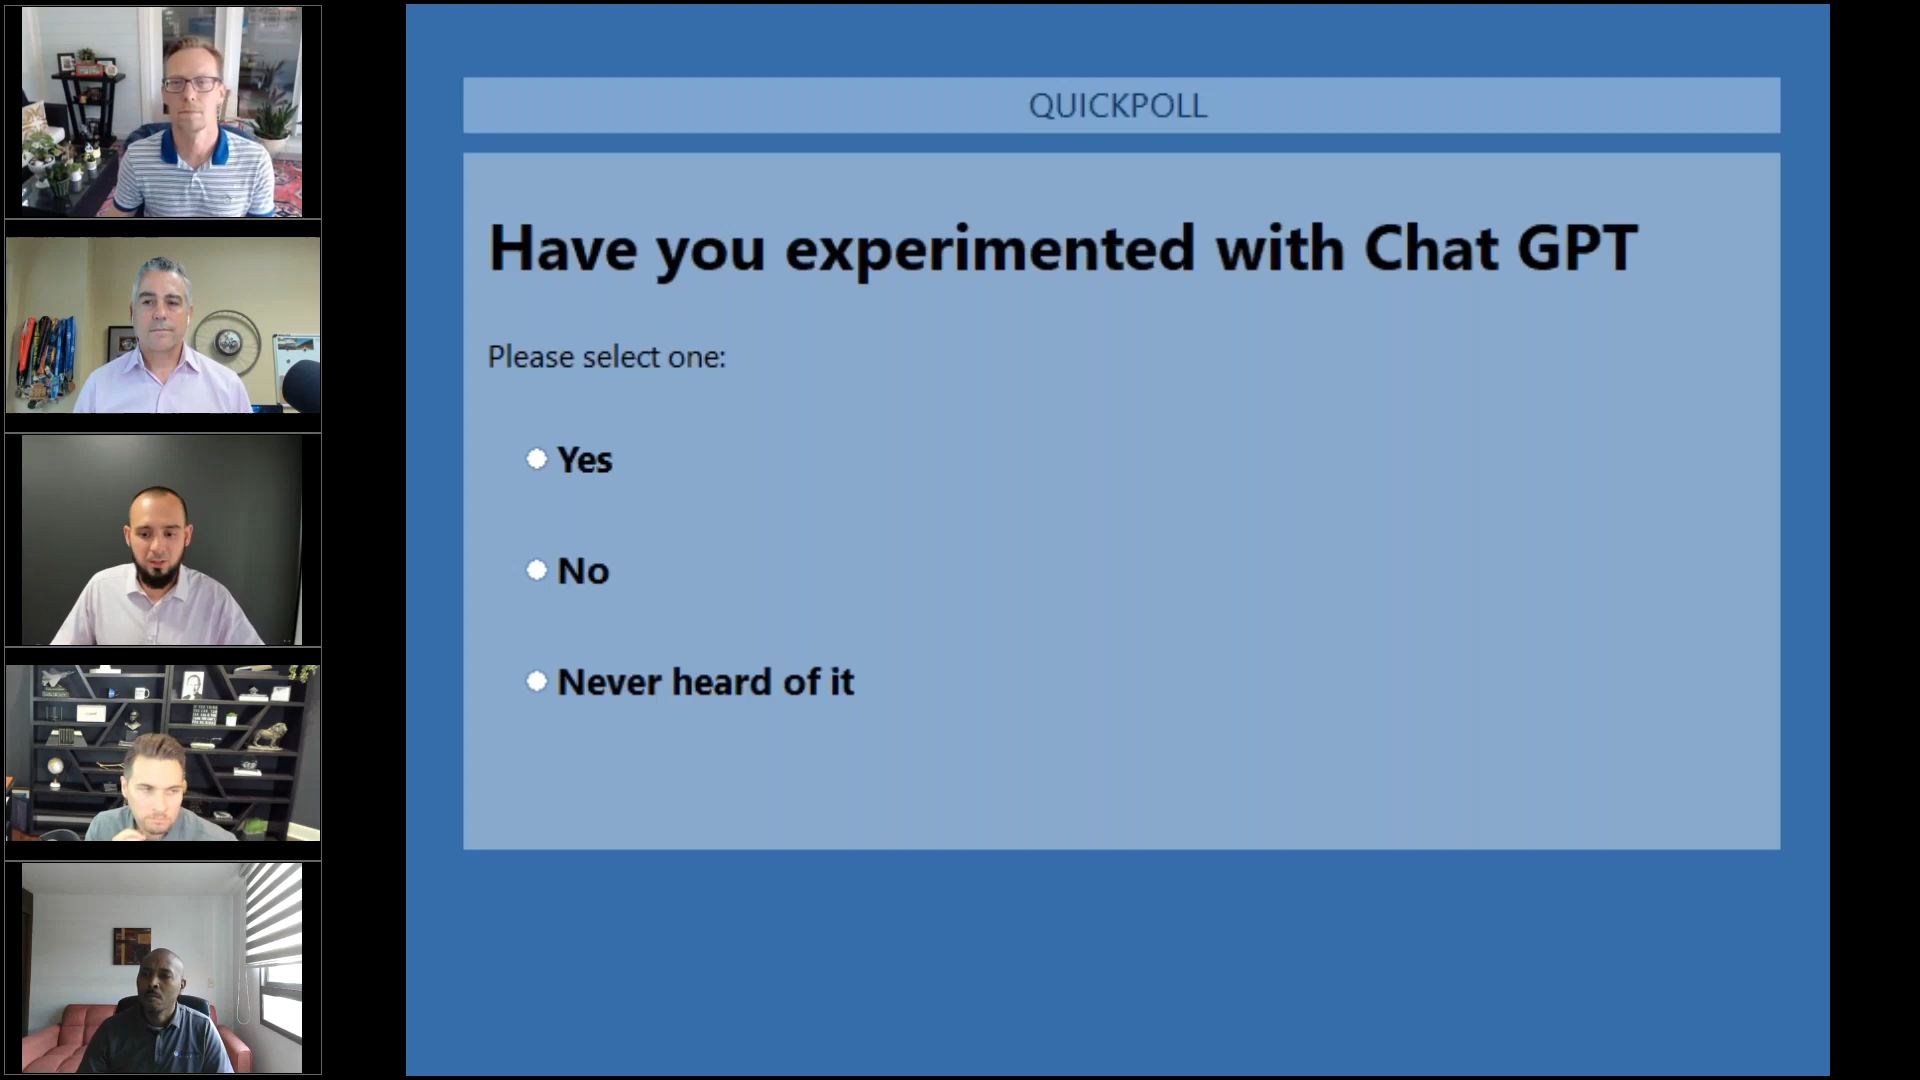 QUICKPOLL
Have you experimented with Chat GPT
Please select one:
Yes
No
Never heard of it